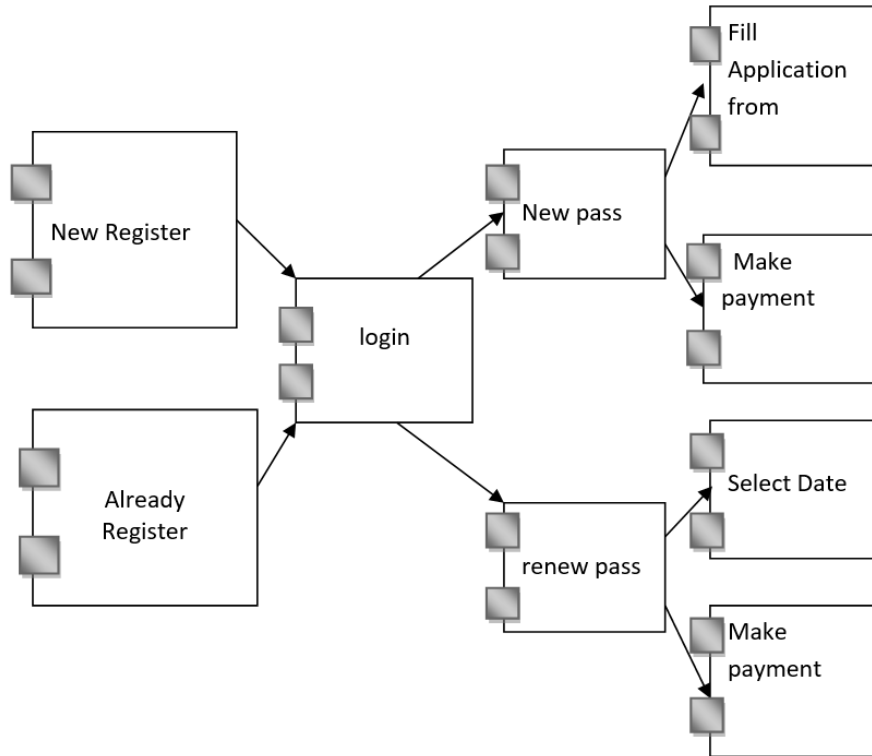 New Register
Already
Register
login
New pass
renew pass
Fill
Application
from
Make
payment
Select Date
Make
payment